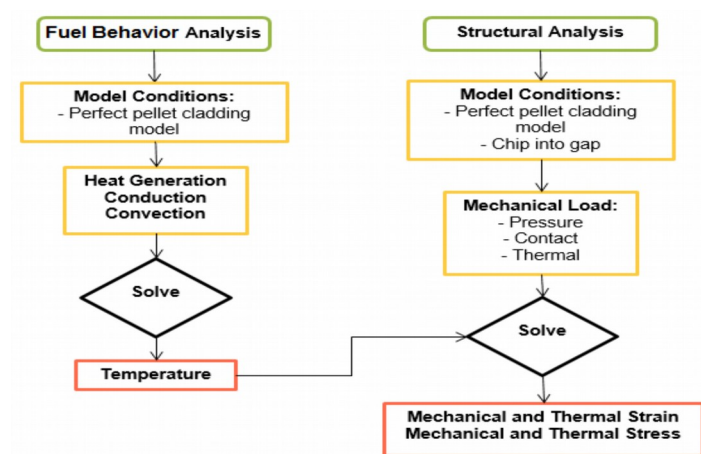 Fuel Behavior Analysis
Model Conditions:
- Perfect pellet cladding
model
Heat Generation
Conduction
Convection
Solve
Temperature
Structural Analysis
Model Conditions:
- Perfect pellet cladding
model
- Chip into gap
Mechanical Load:
- Pressure
- Contact
- Thermal
Solve
Mechanical and Thermal Strain
Mechanical and Thermal Stress